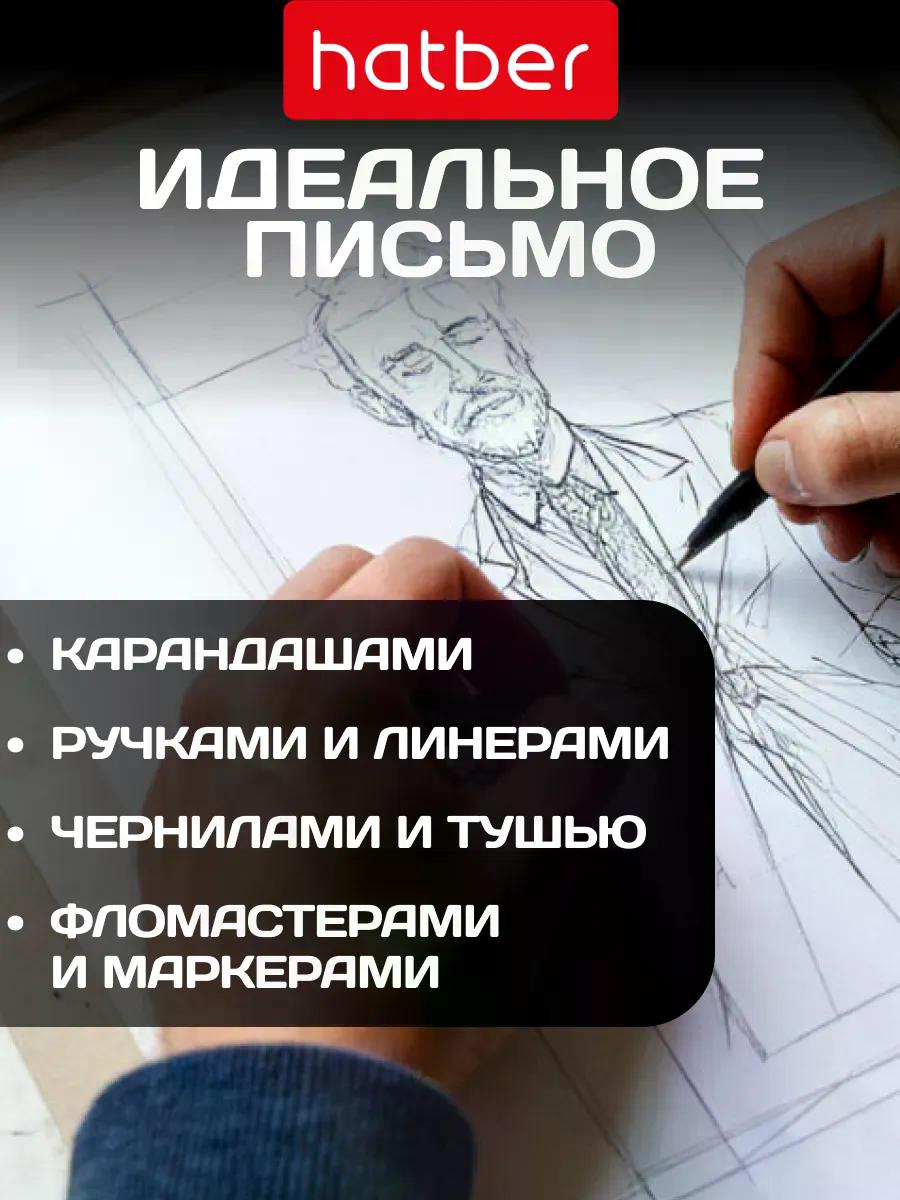 hatber
ИДЕАЛЬНОЕ
ПИСЬМО
• КАРАНДАШАМИ
• РУЧКАМИ И ЛИНЕРАМИ
• ЧЕРНИЛАМИ И ТУШЬЮ
• ФЛОМАСТЕРАМИ
И МАРКЕРАМИ